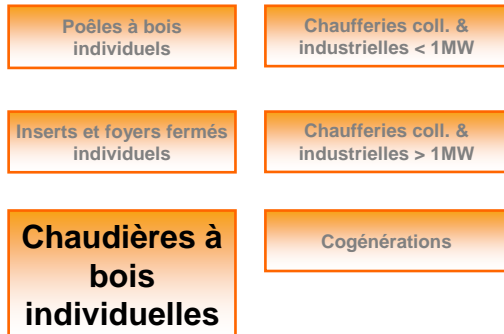 Poêles à bois
individuels
Chaufferies coll. &
industrielles < 1MW
Inserts et foyers fermés
individuels
Chaufferies coll. &
industrielles > 1MW
Chaudières à
bois
individuelles
Cogénérations